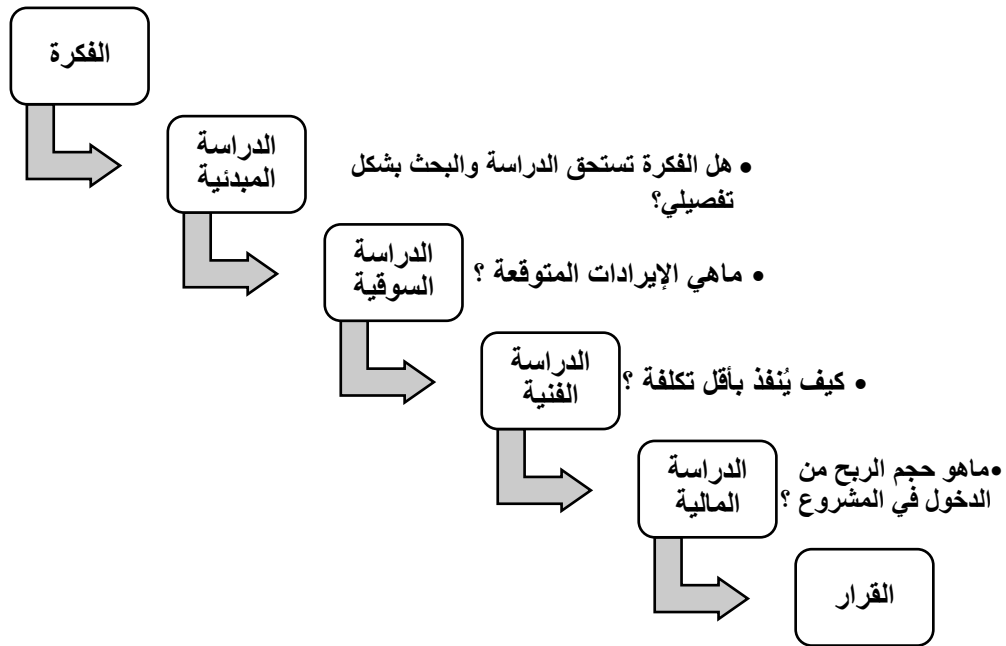 الفكرة
الدراسة
المبدئية
• هل الفكرة تستحق الدراسة والبحث بشكل
تفصيلي؟
الدراسة
السوقية
• ماهي الإيرادات المتوقعة ؟
الدراسة
الفنية
• كيف يُنفذ بأقل تكلفة ؟
الدراسة
المالية
•ماهو حجم الربح من
الدخول في المشروع ؟
القرار